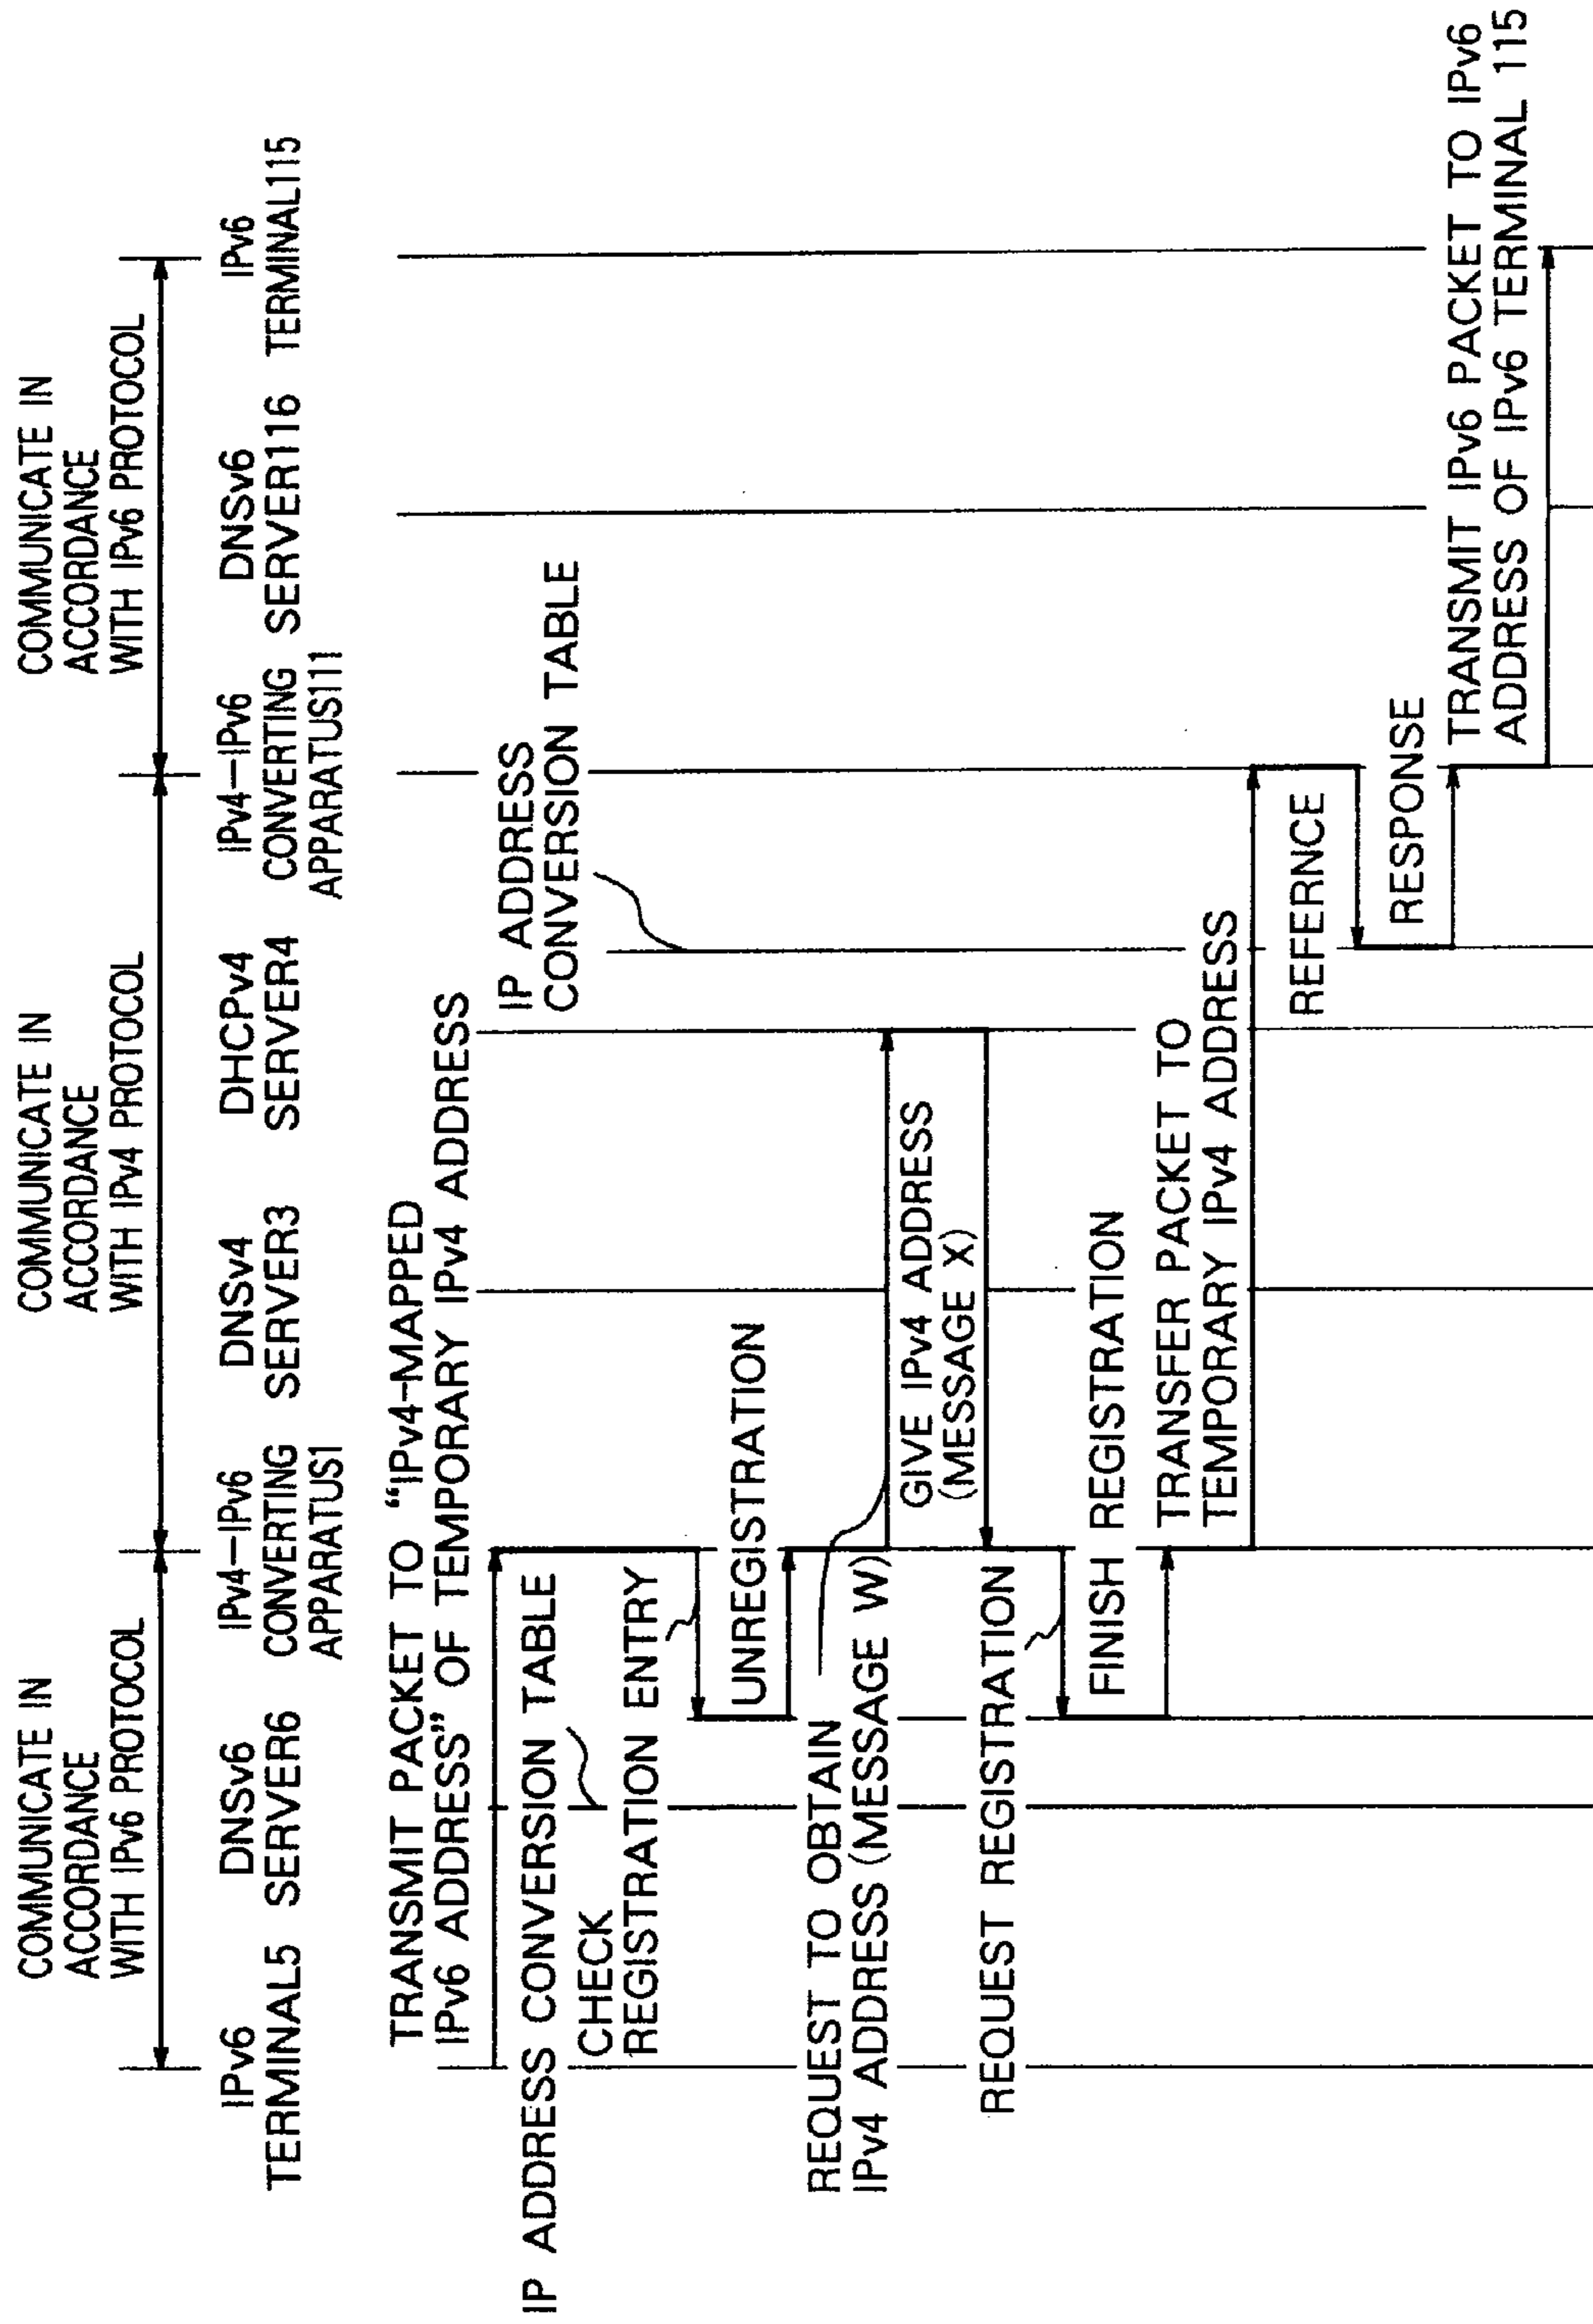 COMMUNICATE IN
ACCORDANCE
WITH IPv6 PROTOCOL
COMMUNICATE IN
ACCORDANCE
WITH IPv4 PROTOCOL
COMMUNICATE IN
ACCORDANCE
WITH IPv6 PROTOCOL
IPv6
TERMINAL5
DNSv6
SERVER6
IPv4-IPv6
CONVERTING
APPARATUS1
DNSv4
SERVER3
DHCPv4
SERVER4
IPv4-IPv6
CONVERTING
APPARATUS111
DNSv6
SERVER116
IPv6
TERMINAL115
TRANSMIT PACKET TO "IPv4-MAPPED
IPv6 ADDRESS" OF TEMPORARY IPv4 ADDRESS
IP ADDRESS CONVERSION TABLE
IP ADDRESS
CONVERSION TABLE
CHECK
REGISTRATION ENTRY
UNREGISTRATION
REQUEST TO OBTAIN
IPv4 ADDRESS (MESSAGE W)
GIVE IPv4 ADDRESS
(MESSAGE X)
REQUEST REGISTRATION
FINISH REGISTRATION
TRANSFER PACKET TO
TEMPORARY IPv4 ADDRESS
REFERNCE
RESPONSE
TRANSMIT IPv6 PACKET TO IPv6
ADDRESS OF IPv6 TERMINAL 115